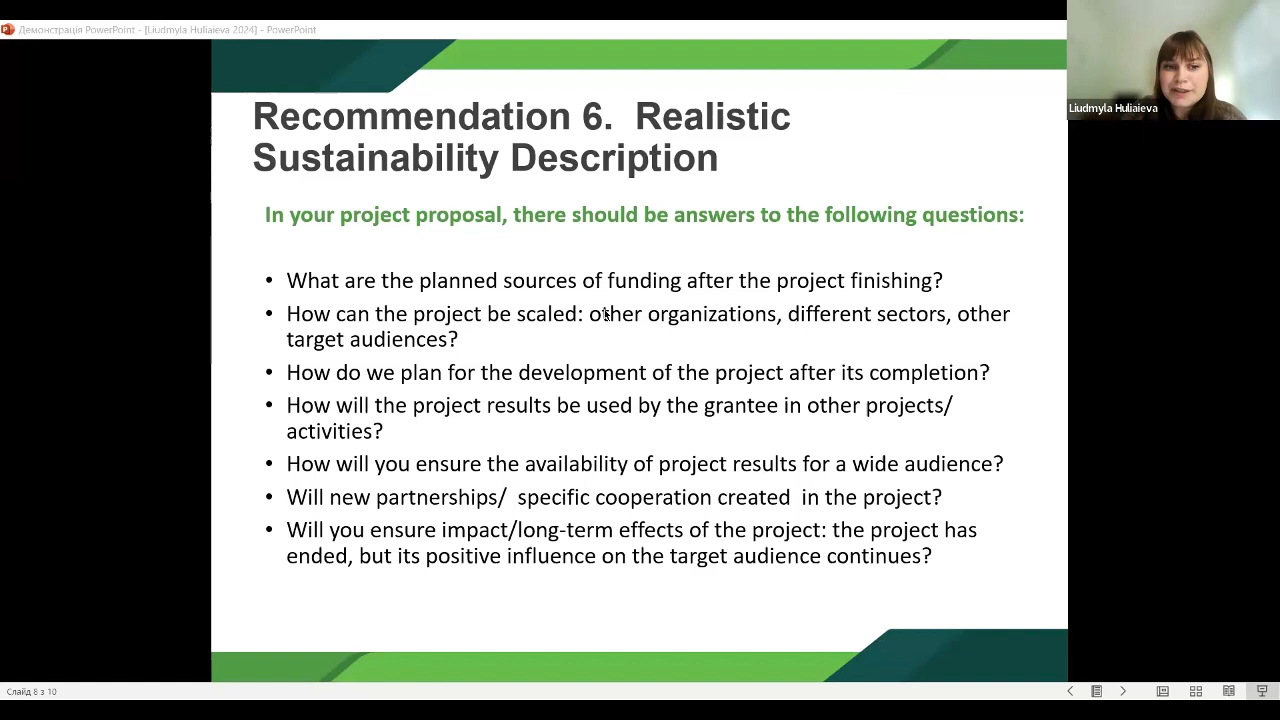 Демонстрація PowerPoint - [Liudmyla Huliaieva 2024] - PowerPoint
Liudmyla Huliaieva
Recommendation 6.  Realistic
Sustainability Description
In your project proposal, there should be answers to the following questions:
• What are the planned sources of funding after the project finishing?
• How can the project be scaled: other organizations, different sectors, other
target audiences?
• How do we plan for the development of the project after its completion?
• How will the project results be used by the grantee in other projects/
activities?
• How will you ensure the availability of project results for a wide audience?
• Will new partnerships/  specific cooperation created  in the project?
• Will you ensure impact/long-term effects of the project: the project has
ended, but its positive influence on the target audience continues?
Слайд 8 з 10